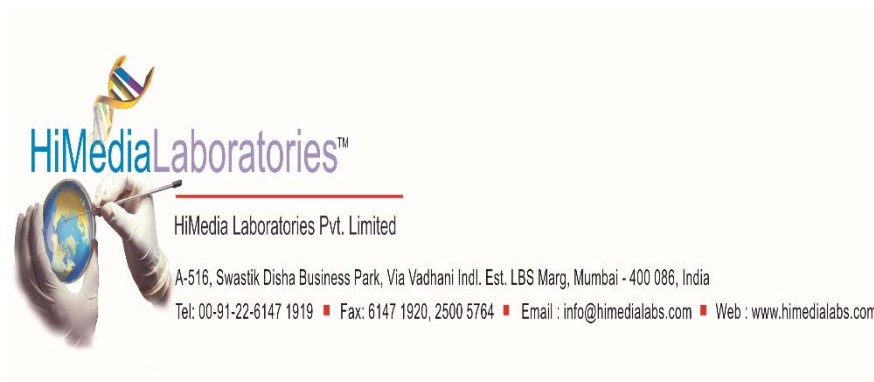 HiMediaLaboratories™
HiMedia Laboratories Pvt. Limited
A-516, Swastik Disha Business Park, Via Vadhani Indl. Est. LBS Marg, Mumbai - 400 086, India
Tel: 00-91-22-6147 1919 ■ Fax: 6147 1920, 2500 5764 ■ Email : info@himedialabs.com ■ Web : www.himedialabs.com